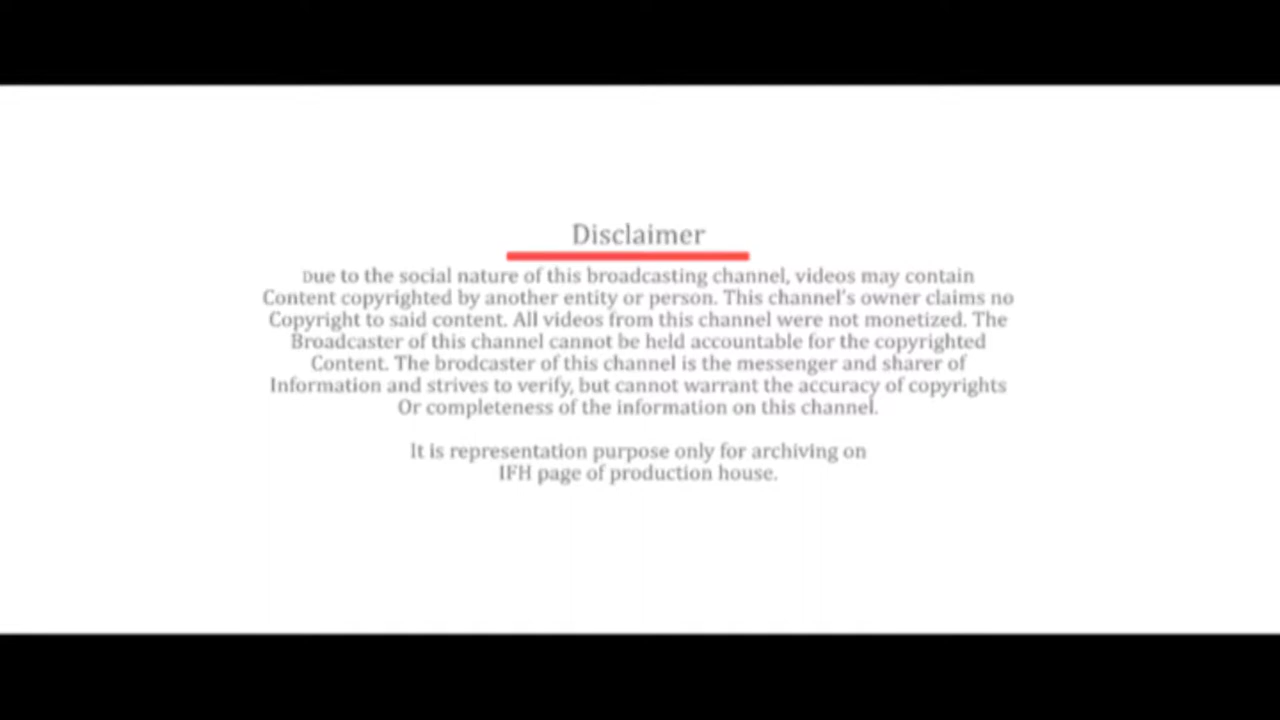 Disclaimer
Due to the social nature of this broadcasting channel, videos may contain
Content copyrighted by another entity or person. This channel's owner claims no
Copyright to said content. All videos from this channel were not monetized. The
Broadcaster of this channel cannot be held accountable for the copyrighted
Content. The brodcaster of this channel is the messenger and sharer of
Information and strives to verify, but cannot warrant the accuracy of copyrights
Or completeness of the information on this channel.
It is representation purpose only for archiving on
IFH page of production house.